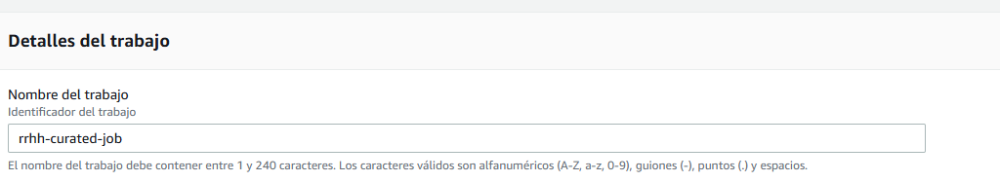 Detalles del trabajo
Nombre del trabajo
Identificador del trabajo
rrhh-curated-job
El nombre del trabajo debe contener entre 1 y 240 caracteres. Los caracteres válidos son alfanuméricos (A-Z, a-z, 0-9), guiones (-), puntos (.) y espacios.